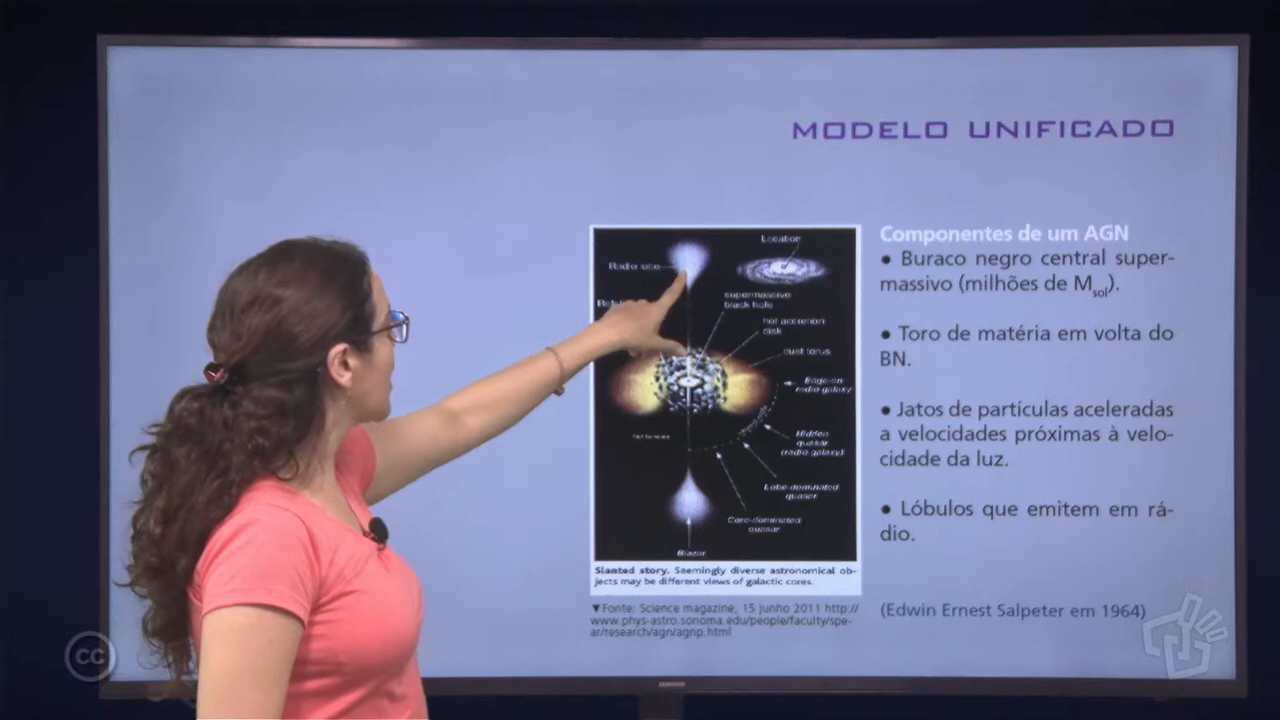 MODELO UNIFICADO
Componentes de um AGN
• Buraco negro central super-
massivo (milhões de Msol).
• Toro de matéria em volta do
BN.
• Jatos de partículas aceleradas
a velocidades próximas à velo-
cidade da luz.
• Lóbulos que emitem em rá-
dio.
(Edwin Ernest Salpeter em 1964)
Location
Radio lobe
supermassive
black hole
hot accretion
disk
dust torus
Edge-on
radio galaxy
Hidden
quasar
(radio galaxy)
Lobe-dominated
quasar
Core-dominated
quasar
Blazar
Slanted story. Seemingly diverse astronomical ob-
jects may be different views of galactic cores.
▼Fonte: Science magazine, 15 junho 2011 http://
www.phys-astro.sonoma.edu/people/faculty/spe-
ar/research/agn/agnp.html
cc